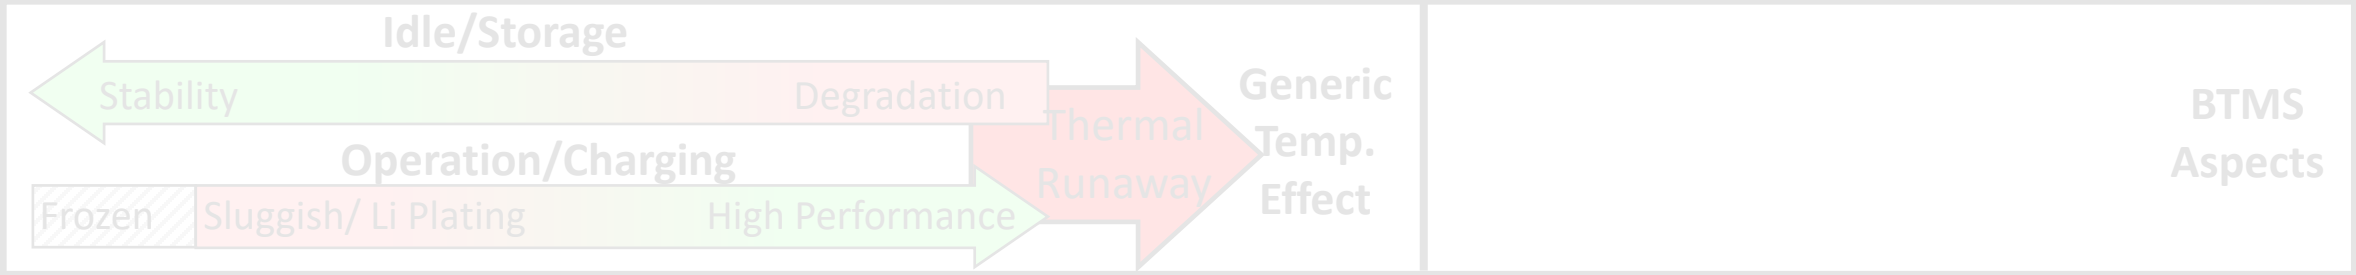 Idle/Storage
Stability
Degradation
Operation/Charging
Frozen
Sluggish/ Li Plating
High Performance
Thermal
Runaway
Generic
Temp.
Effect
BTMS
Aspects